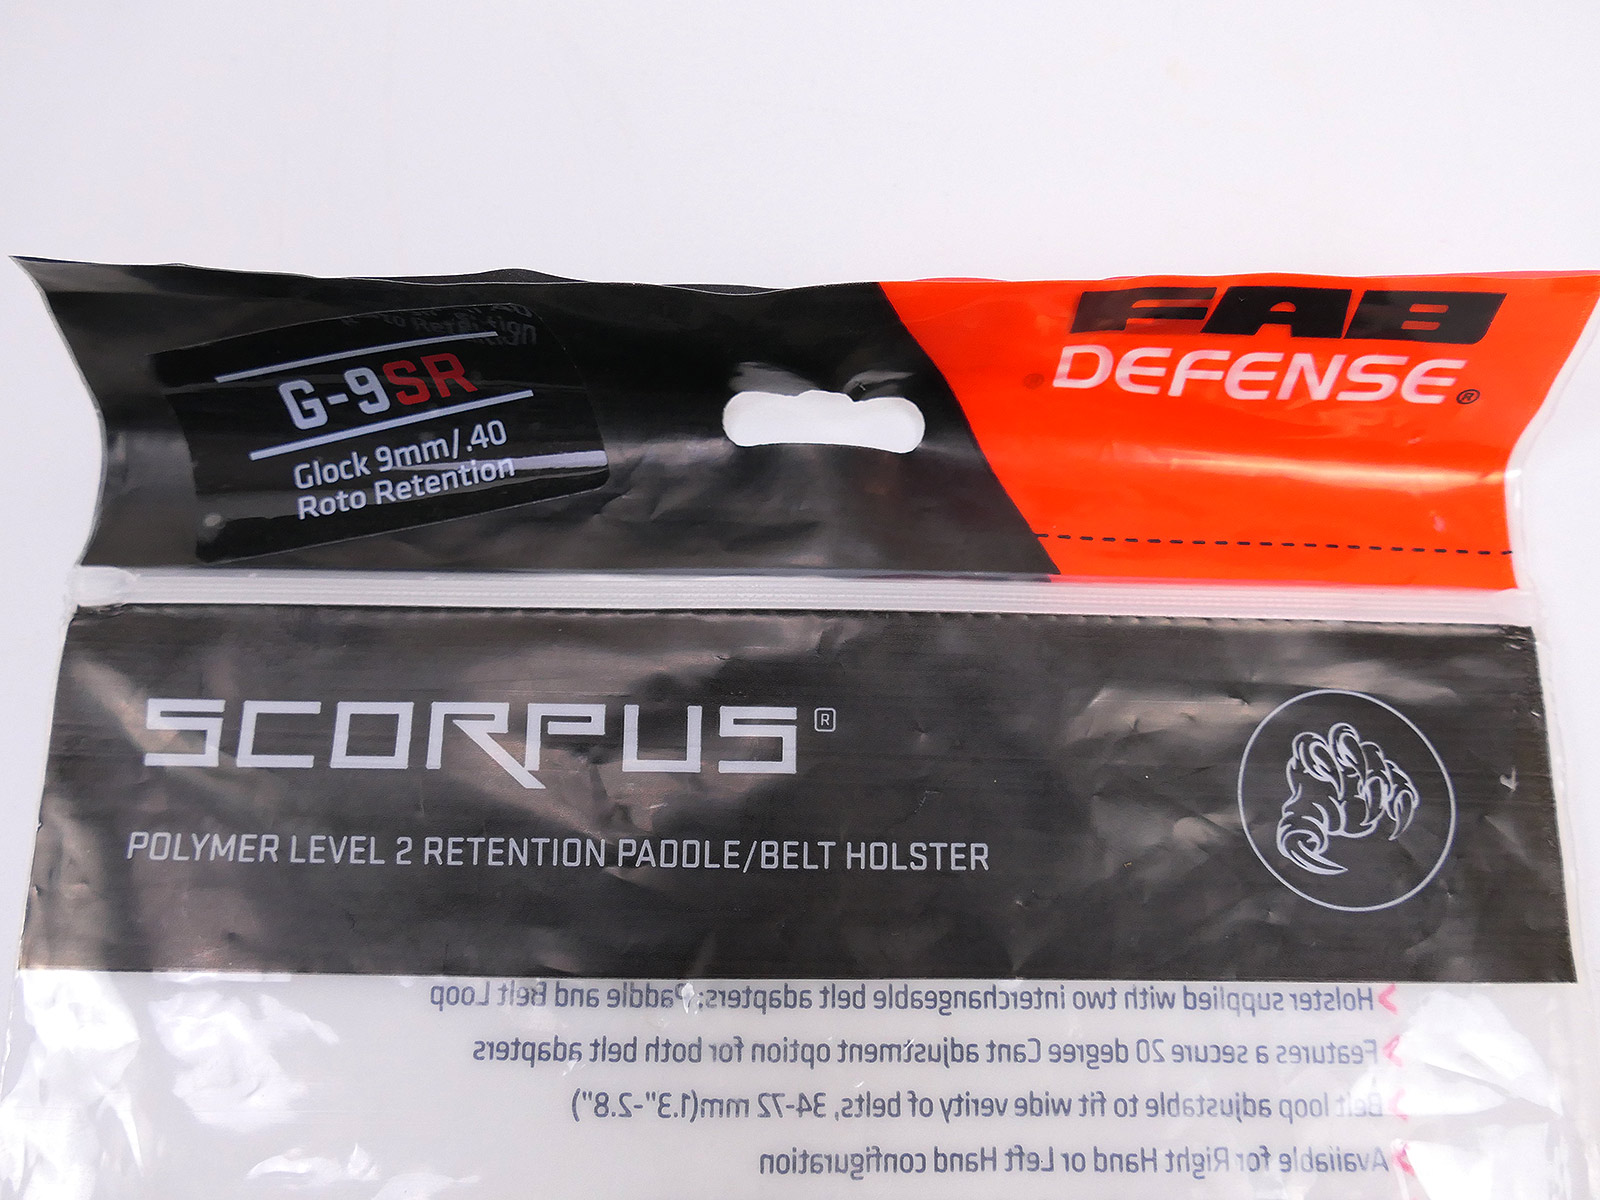 to Retention
G-9SR
Glock 9mm/.40
Roto Retention
FAB
DEFENSE®
SCORPUS®
POLYMER LEVEL 2 RETENTION PADDLE/BELT HOLSTER
Holster supplied with two interchangeable belt adapters; Paddle and Belt Loop
Features a secure 20 degree Cant adjustment option for both belt adapters
Belt loop adjustable to fit wide verity of belts, 34-72 mm(1.3"-2.8")
Available for Right Hand or Left Hand configuration